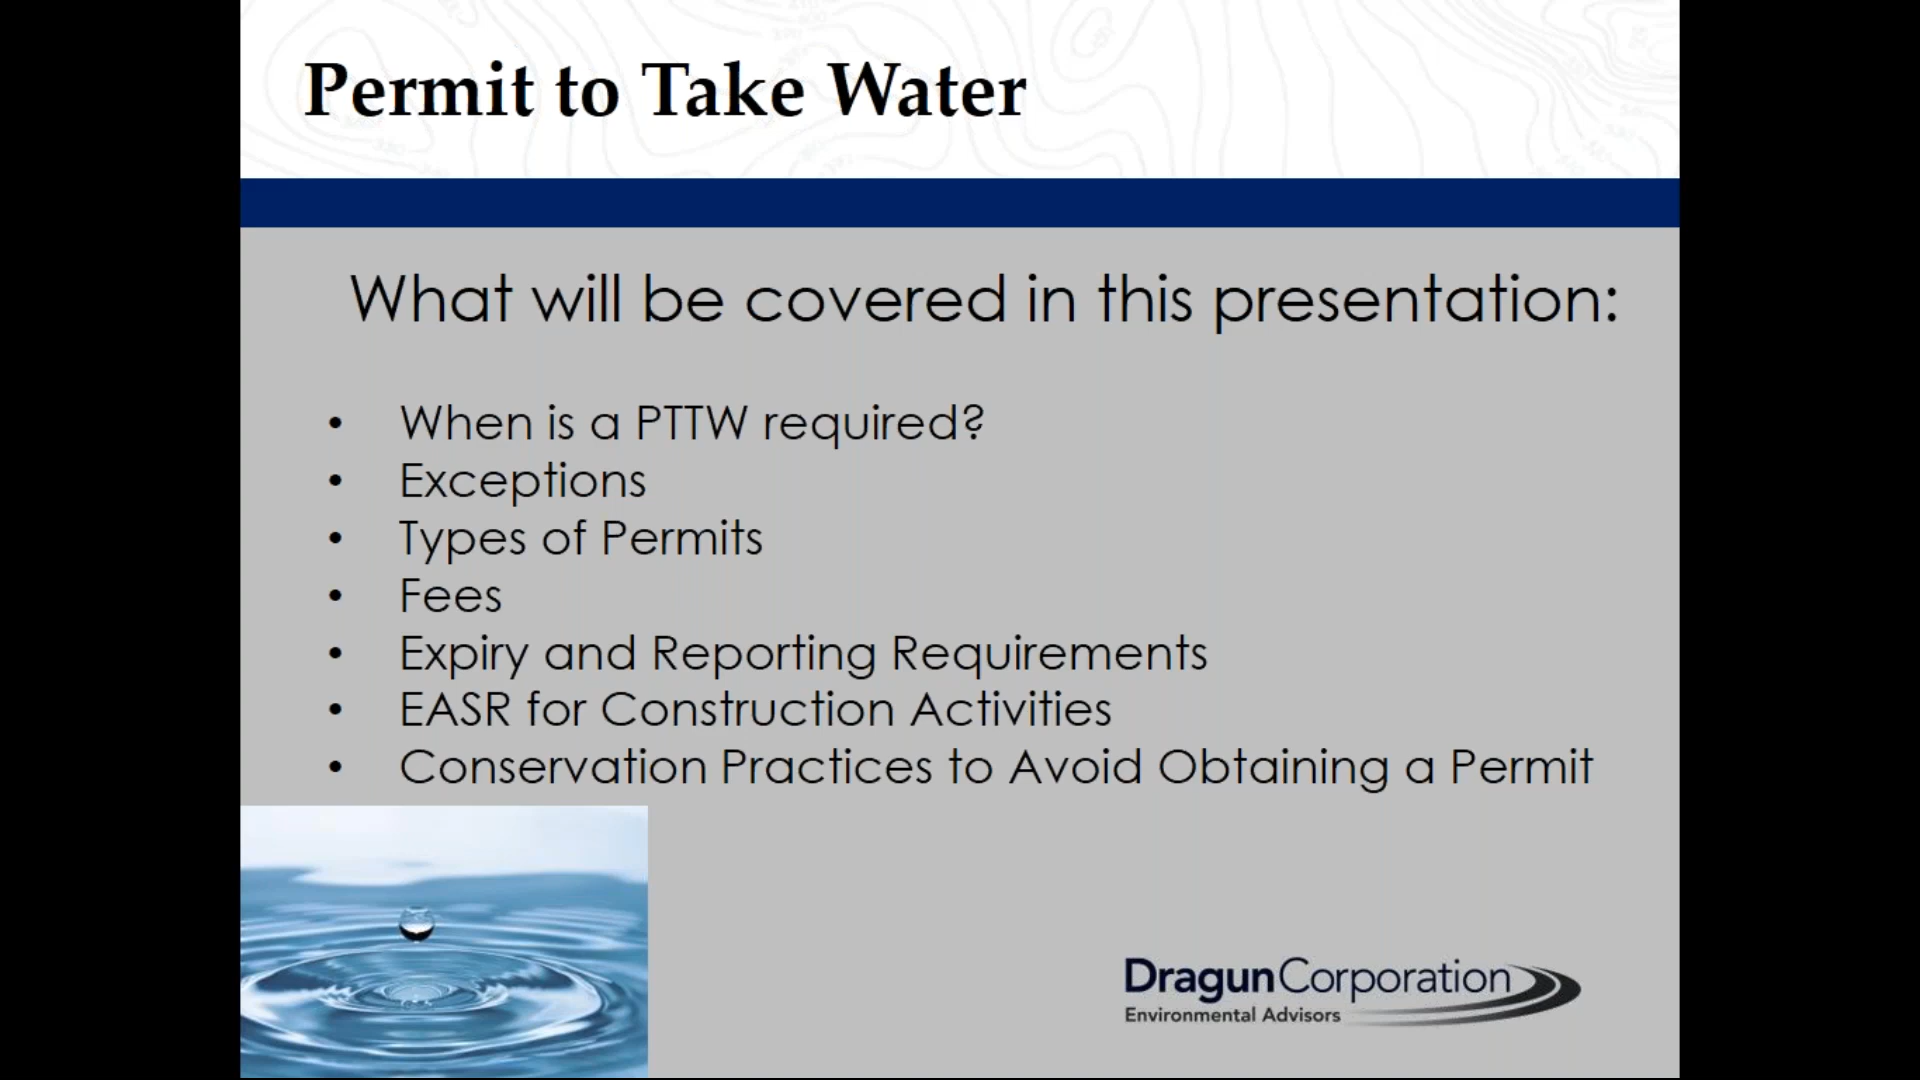 Permit to Take Water
What will be covered in this presentation:
• When is a PTTW required?
• Exceptions
• Types of Permits
• Fees
• Expiry and Reporting Requirements
• EASR for Construction Activities
• Conservation Practices to Avoid Obtaining a Permit
DragunCorporation
Environmental Advisors